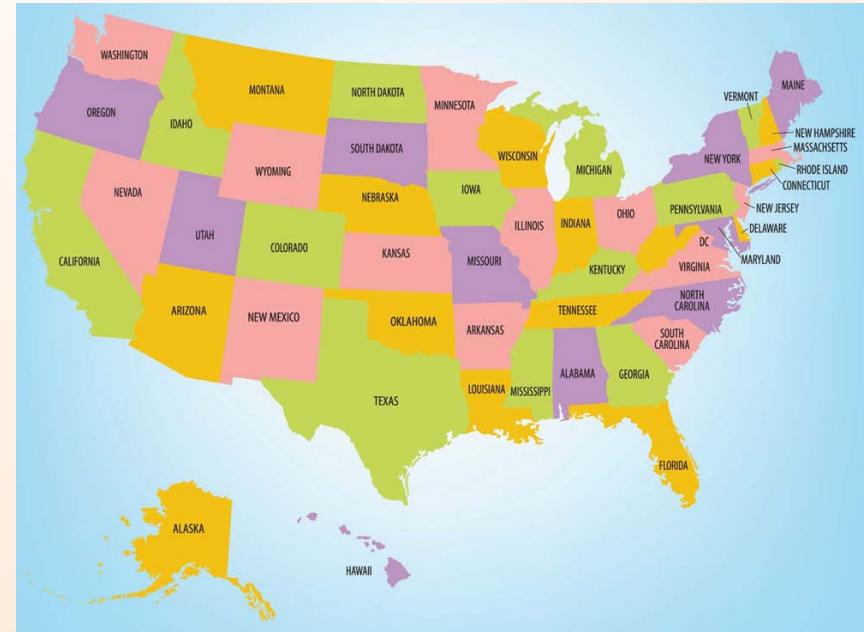 WASHINGTON
MONTANA
NORTH DAKOTA
MINNESOTA
MAINE
VERMONT
OREGON
IDAHO
NEW HAMPSHIRE
MASSACHSETTS
SOUTH DAKOTA
WISCONSIN
NEW YORK
RHODE ISLAND
MICHIGAN
CONNECTICUT
WYOMING
NEVADA
IOWA
NEBRASKA
NEW JERSEY
PENNSYLVANIA
OHIO
ILLINOIS
INDIANA
DELAWARE
UTAH
COLORADO
DC
KANSAS
MISSOURI
MARYLAND
CALIFORNIA
KENTUCKY
VIRGINIA
NORTH
CAROLINA
ARIZONA
NEW MEXICO
OKLAHOMA
TENNESSEE
ARKANSAS
SOUTH
CAROLINA
ALABAMA
GEORGIA
LOUISIANA
MISSISSIPPI
TEXAS
FLORIDA
ALASKA
HAWAII